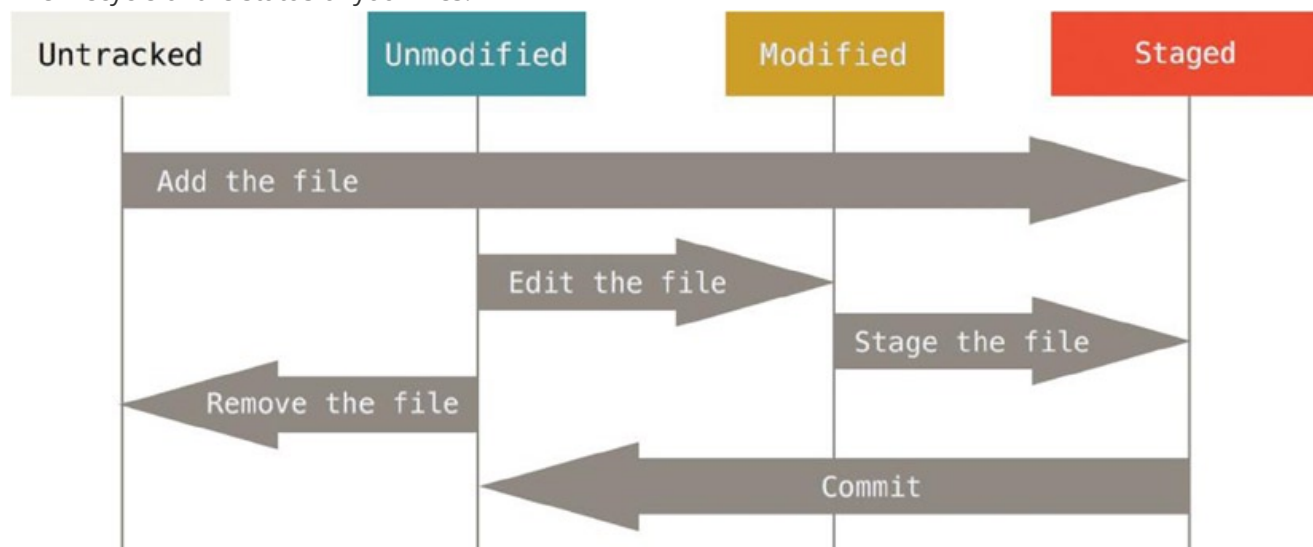 Untracked Unmodified Modified Staged
Add the file
Edit the file
Stage the file
Remove the file
Commit